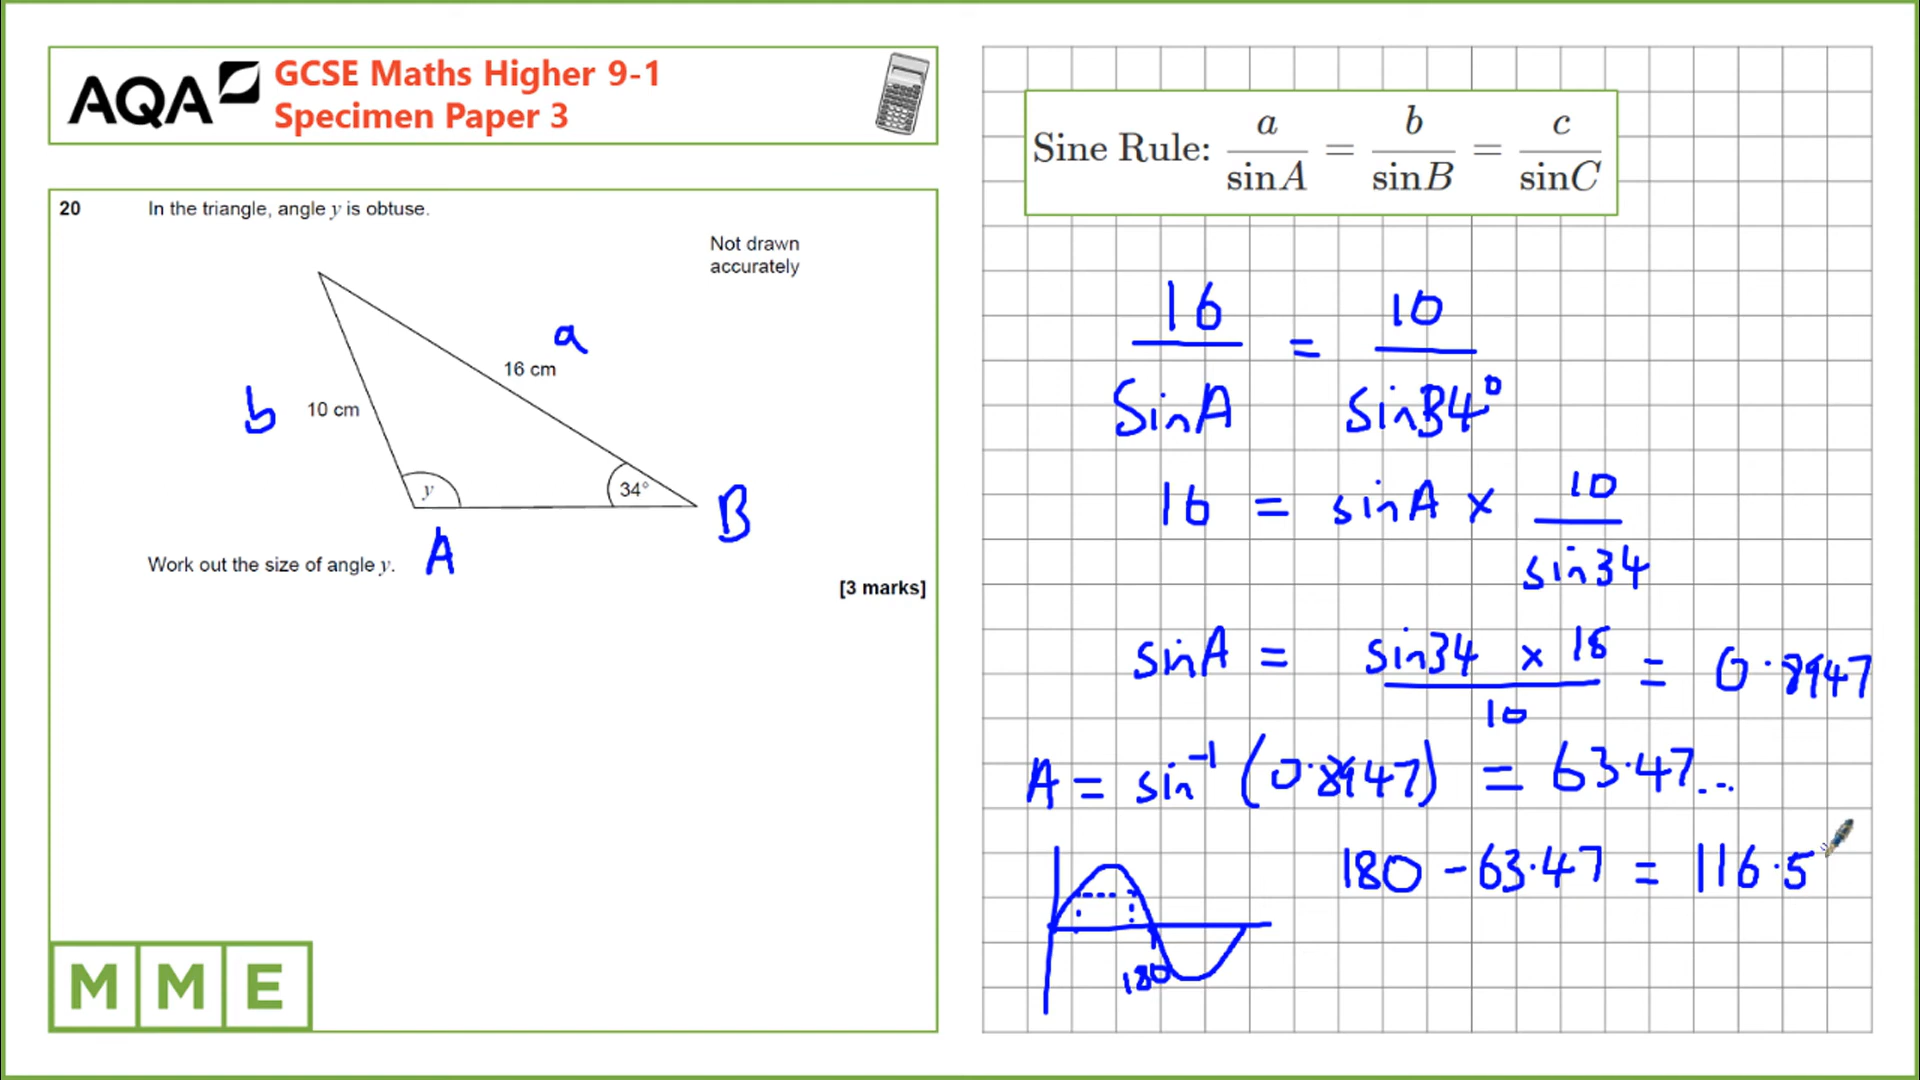 AQA
GCSE Maths Higher 9-1
Specimen Paper 3
20 In the triangle, angle y is obtuse.
Not drawn
accurately
a
16 cm
b
10 cm
y
34°
B
A
Work out the size of angle y.
[3 marks]
MME
Sine Rule: a/sinA = b/sinB = c/sinC
16/SinA = 10/sin34°
16 = sinA × 10/sin34
sinA = sin34 × 16/10 = 0.8947
A = sin⁻¹ (0.8947) = 63.47...
180 - 63.47 = 116.5
180